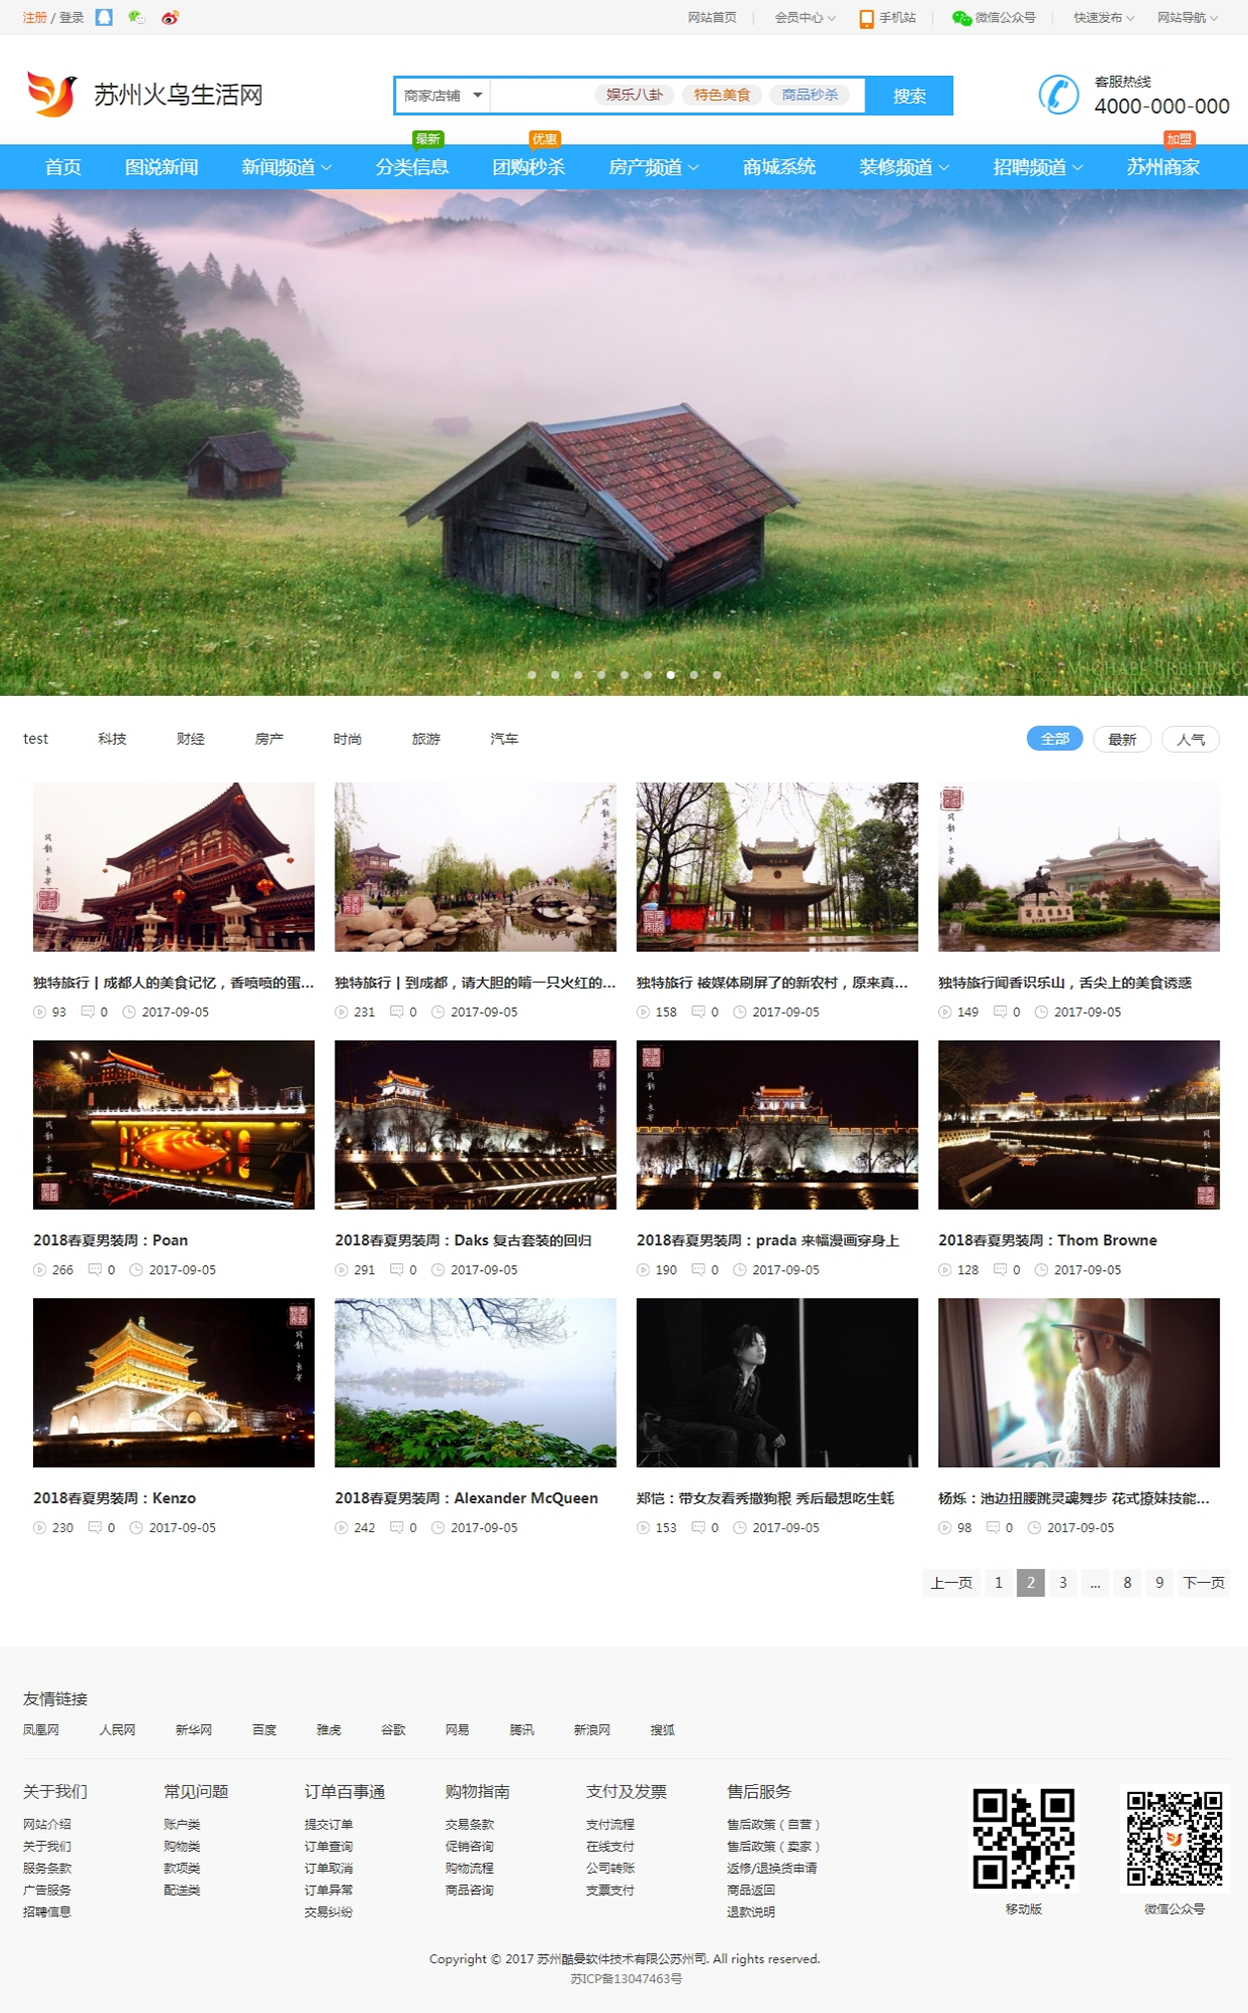 注册 / 登录
网站首页 会员中心 手机站 微信公众号 快速发布 网站导航
苏州火鸟生活网
商家店铺 娱乐八卦 特色美食 商品秒杀 搜索
客服热线
4000-000-000
最新 优惠 加盟
首页 图说新闻 新闻频道 分类信息 团购秒杀 房产频道 商城系统 装修频道 招聘频道 苏州商家
MICHAEL BREITUNG
PHOTOGRAPHY
test 科技 财经 房产 时尚 旅游 汽车 全部 最新 人气
独特旅行丨成都人的美食记忆，香喷喷的蛋... 独特旅行丨到成都，请大胆的啃一只火红的... 独特旅行 被媒体刷屏了的新农村，原来真... 独特旅行闻香识乐山，舌尖上的美食诱惑
93 0 2017-09-05 231 0 2017-09-05 158 0 2017-09-05 149 0 2017-09-05
2018春夏男装周：Poan 2018春夏男装周：Daks 复古套装的回归 2018春夏男装周：prada 来幅漫画穿身上 2018春夏男装周：Thom Browne
266 0 2017-09-05 291 0 2017-09-05 190 0 2017-09-05 128 0 2017-09-05
2018春夏男装周：Kenzo 2018春夏男装周：Alexander McQueen 郑恺：带女友看秀撒狗粮 秀后最想吃生蚝 杨烁：池边扭腰跳灵魂舞步 花式撩妹技能...
230 0 2017-09-05 242 0 2017-09-05 153 0 2017-09-05 98 0 2017-09-05
上一页 1 2 3 ... 8 9 下一页
友情链接
凤凰网 人民网 新华网 百度 雅虎 谷歌 网易 腾讯 新浪网 搜狐
关于我们 常见问题 订单百事通 购物指南 支付及发票 售后服务
网站介绍 账户类 提交订单 交易条款 支付流程 售后政策（自营）
关于我们 购物类 订单查询 促销咨询 在线支付 售后政策（卖家）
服务条款 款项类 订单取消 购物流程 公司转账 返修/退换货申请
广告服务 配送类 订单异常 商品咨询 支票支付 商品返回
招聘信息 交易纠纷 退款说明
移动版 微信公众号
Copyright © 2017 苏州酷曼软件技术有限公苏州司. All rights reserved.
苏ICP备13047463号